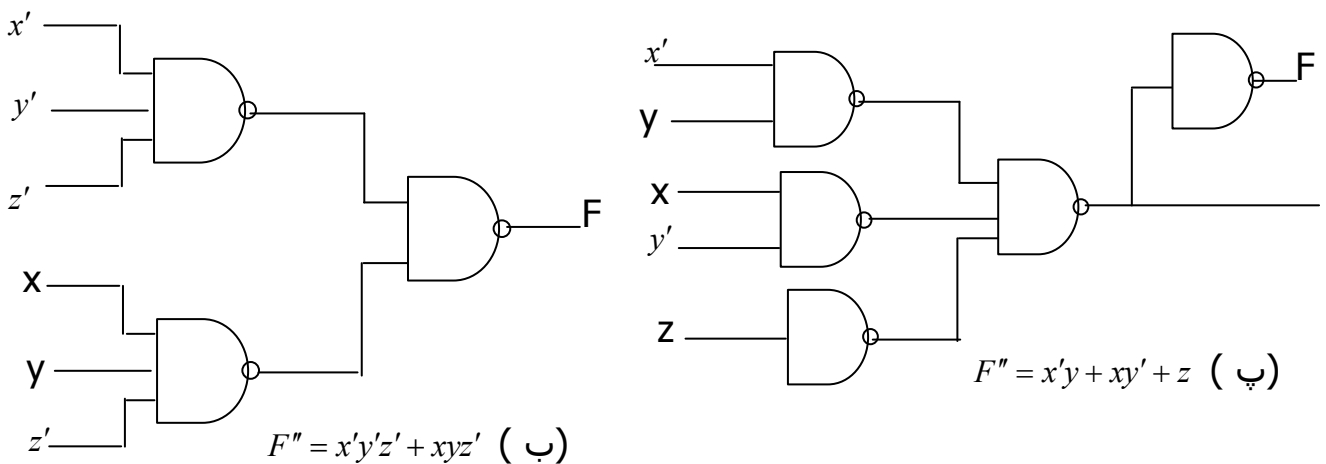 x′
y′
z′
x
y
z′
F
F″ = x′y′z′ + xyz′ ( ب)
x′
y
x
y′
z
F
F″ = x′y + xy′ + z ( پ)